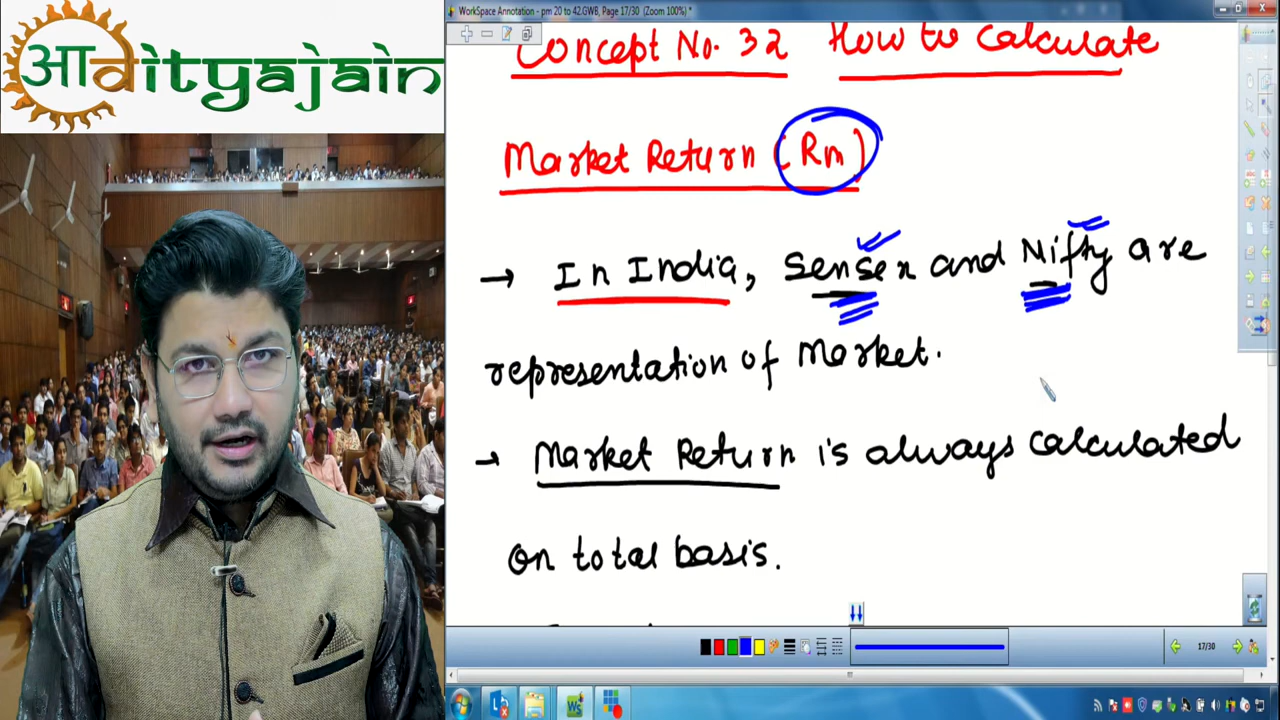 WorkSpace Annotation - pm 20 to 42.GWB, Page 17/30 (Zoom 100%) *
आdityajain
Concept No. 32 How to Calculate
Market Return (Rm)
→ In India, Sensex and Nifty are
representation of Market.
→ Market Return is always calculated
on total basis.
17/30